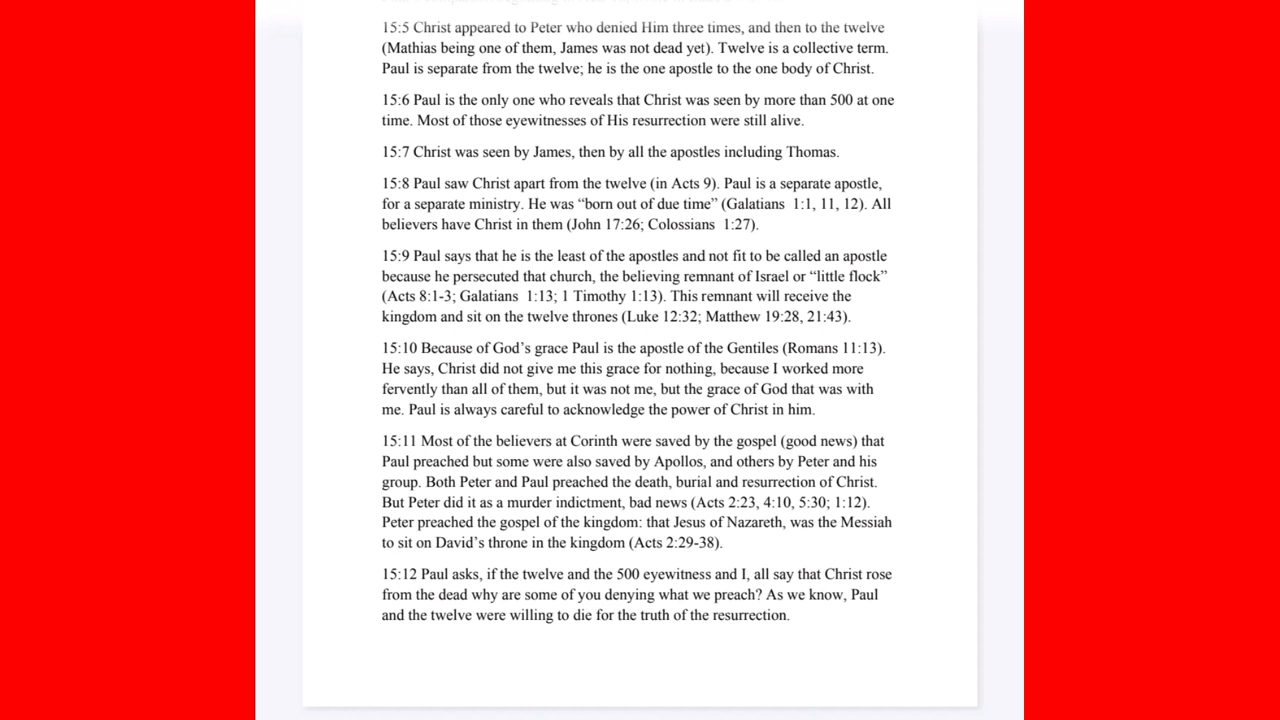 15:5 Christ appeared to Peter who denied Him three times, and then to the twelve
(Mathias being one of them, James was not dead yet). Twelve is a collective term.
Paul is separate from the twelve; he is the one apostle to the one body of Christ.
15:6 Paul is the only one who reveals that Christ was seen by more than 500 at one
time. Most of those eyewitnesses of His resurrection were still alive.
15:7 Christ was seen by James, then by all the apostles including Thomas.
15:8 Paul saw Christ apart from the twelve (in Acts 9). Paul is a separate apostle,
for a separate ministry. He was “born out of due time” (Galatians 1:1, 11, 12). All
believers have Christ in them (John 17:26; Colossians 1:27).
15:9 Paul says that he is the least of the apostles and not fit to be called an apostle
because he persecuted that church, the believing remnant of Israel or “little flock”
(Acts 8:1-3; Galatians 1:13; 1 Timothy 1:13). This remnant will receive the
kingdom and sit on the twelve thrones (Luke 12:32; Matthew 19:28, 21:43).
15:10 Because of God’s grace Paul is the apostle of the Gentiles (Romans 11:13).
He says, Christ did not give me this grace for nothing, because I worked more
fervently than all of them, but it was not me, but the grace of God that was with
me. Paul is always careful to acknowledge the power of Christ in him.
15:11 Most of the believers at Corinth were saved by the gospel (good news) that
Paul preached but some were also saved by Apollos, and others by Peter and his
group. Both Peter and Paul preached the death, burial and resurrection of Christ.
But Peter did it as a murder indictment, bad news (Acts 2:23, 4:10, 5:30; 1:12).
Peter preached the gospel of the kingdom: that Jesus of Nazareth, was the Messiah
to sit on David’s throne in the kingdom (Acts 2:29-38).
15:12 Paul asks, if the twelve and the 500 eyewitness and I, all say that Christ rose
from the dead why are some of you denying what we preach? As we know, Paul
and the twelve were willing to die for the truth of the resurrection.